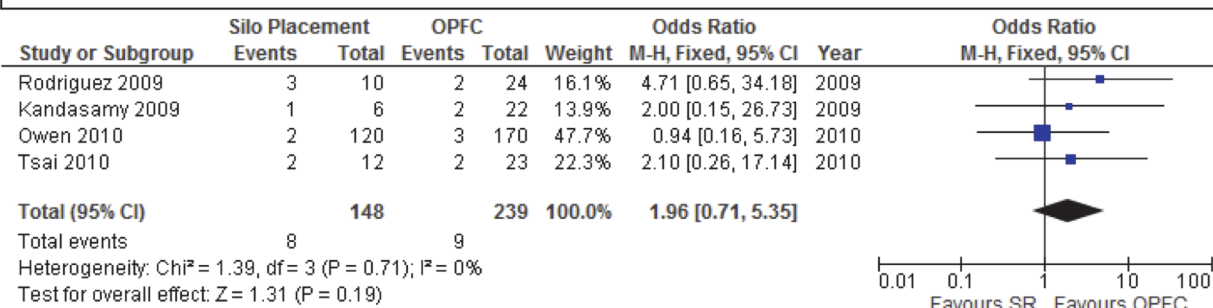 Silo Placement OPFC Odds Ratio Odds Ratio
Study or Subgroup Events Total Events Total Weight M-H, Fixed, 95% CI Year M-H, Fixed, 95% CI
Rodriguez 2009 3 10 2 24 16.1% 4.71 [0.65, 34.18] 2009
Kandasamy 2009 1 6 2 22 13.9% 2.00 [0.15, 26.73] 2009
Owen 2010 2 120 3 170 47.7% 0.94 [0.16, 5.73] 2010
Tsai 2010 2 12 2 23 22.3% 2.10 [0.26, 17.14] 2010
Total (95% CI) 148 239 100.0% 1.96 [0.71, 5.35]
Total events 8 9
Heterogeneity: Chi² = 1.39, df = 3 (P = 0.71); I² = 0%
Test for overall effect: Z = 1.31 (P = 0.19)
0.01 0.1 1 10 100
Favours SR Favours OPFC